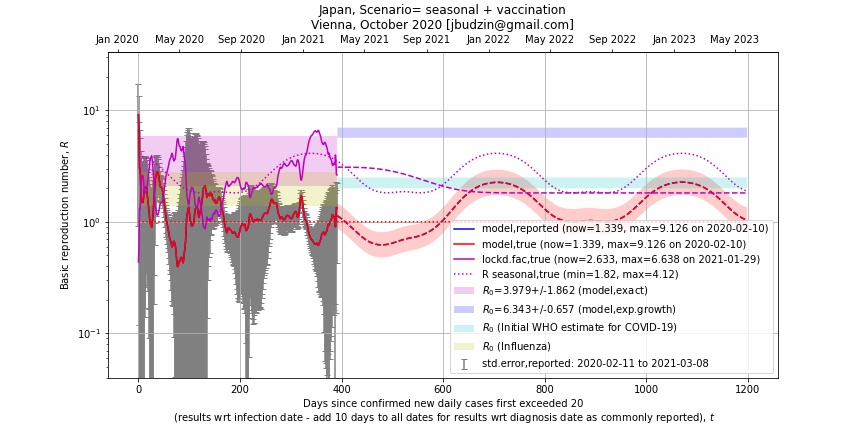 Japan, Scenario= seasonal + vaccination
Vienna, October 2020 [jbudzin@gmail.com]
Jan 2020 May 2020 Sep 2020 Jan 2021 May 2021 Sep 2021 Jan 2022 May 2022 Sep 2022 Jan 2023 May 2023
Basic reproduction number, R
10¹
10⁰
10⁻¹
model,reported (now=1.339, max=9.126 on 2020-02-10)
model,true (now=1.339, max=9.126 on 2020-02-10)
lockd.fac,true (now=2.633, max=6.638 on 2021-01-29)
R seasonal,true (min=1.82, max=4.12)
R₀=3.979+/-1.862 (model,exact)
R₀=6.343+/-0.657 (model,exp.growth)
R₀ (Initial WHO estimate for COVID-19)
R₀ (Influenza)
std.error,reported: 2020-02-11 to 2021-03-08
0 200 400 600 800 1000 1200
Days since confirmed new daily cases first exceeded 20
(results wrt infection date - add 10 days to all dates for results wrt diagnosis date as commonly reported), t